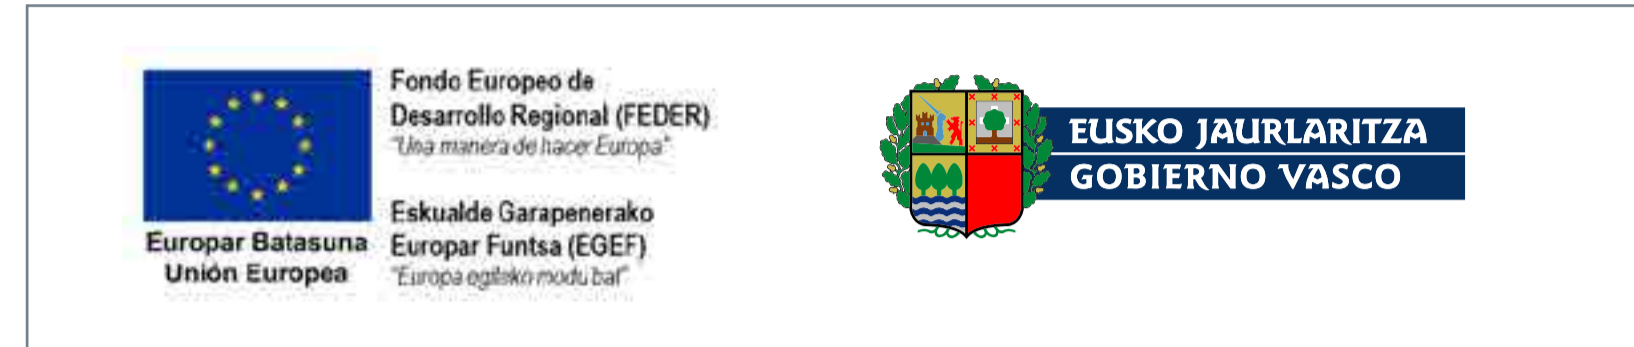 Fondo Europeo de
Desarrollo Regional (FEDER)
"Una manera de hacer Europa"
Eskualde Garapenerako
Europar Funtsa (EGEF)
"Europa egiteko modu bat"
Europar Batasuna
Unión Europea
EUSKO JAURLARITZA
GOBIERNO VASCO